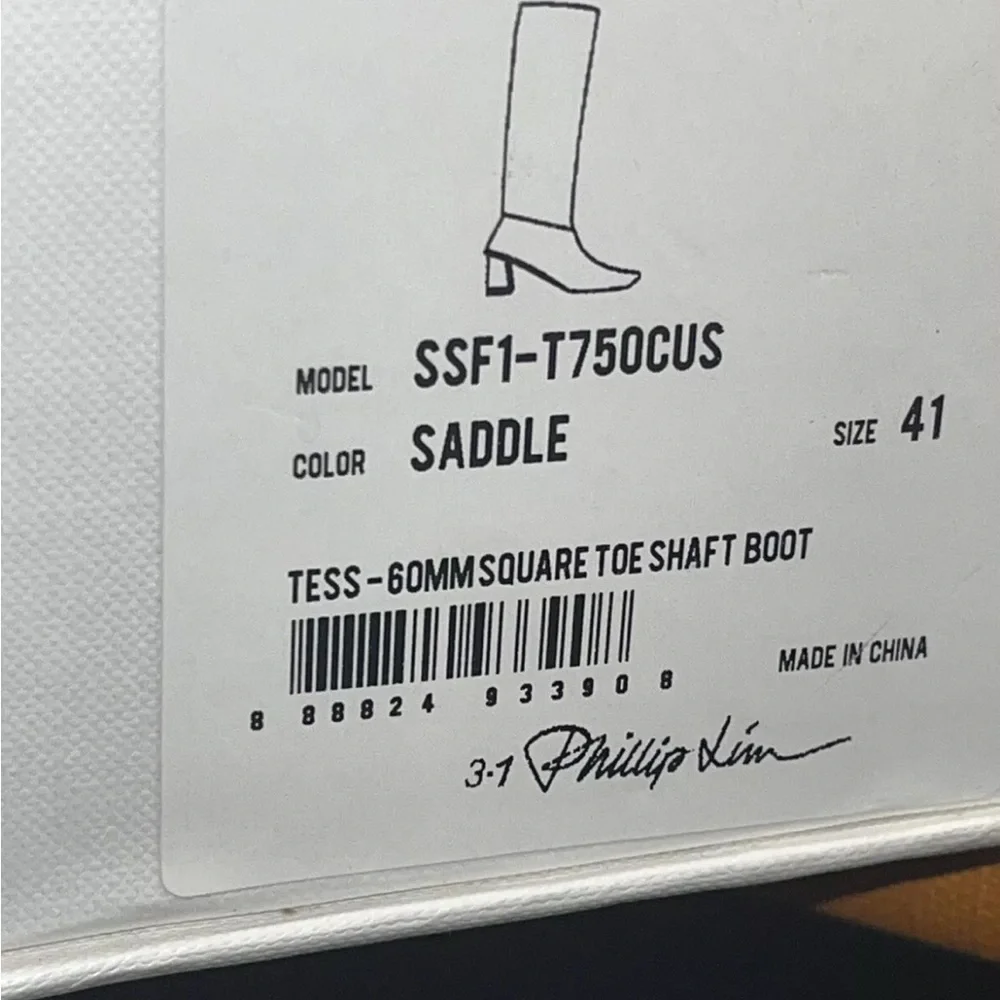 MODEL SSF1-T750CUS
COLOR SADDLE SIZE 41
TESS - 60MM SQUARE TOE SHAFT BOOT
8 88824 93390 8
MADE IN CHINA
3·1 Phillip Lim